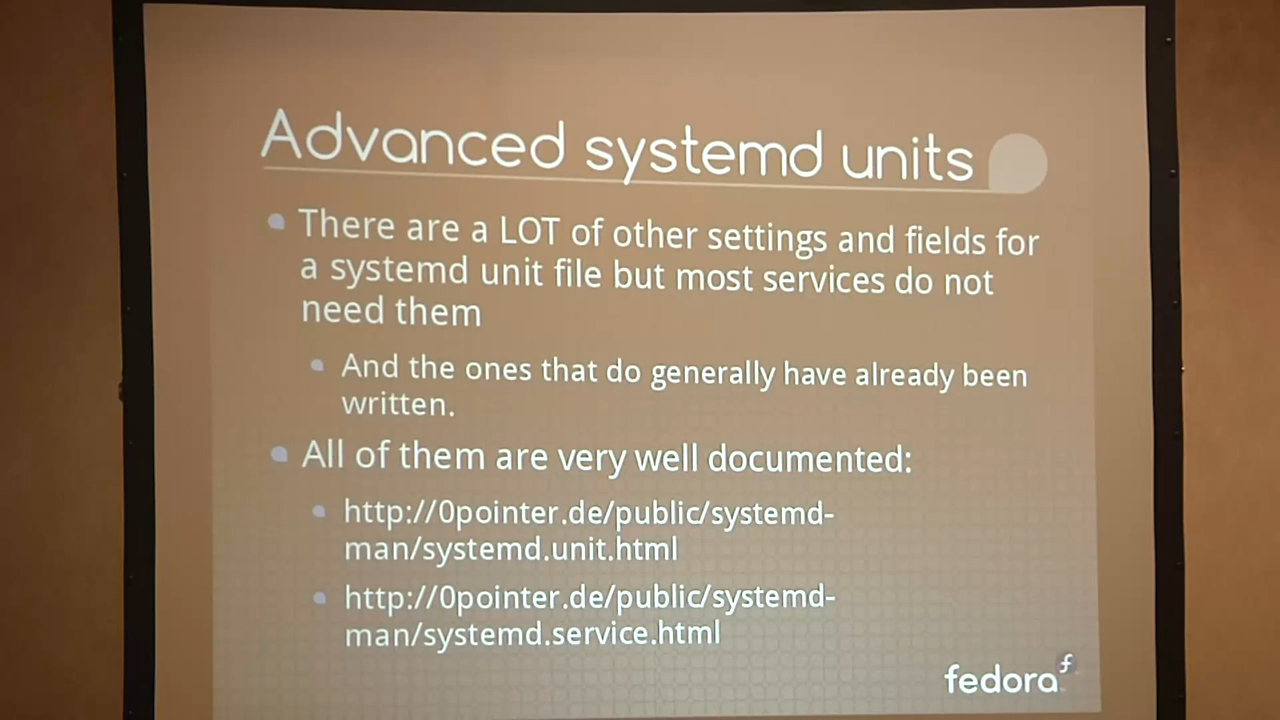 Advanced systemd units
There are a LOT of other settings and fields for
a systemd unit file but most services do not
need them
And the ones that do generally have already been
written.
All of them are very well documented:
http://0pointer.de/public/systemd-
man/systemd.unit.html
http://0pointer.de/public/systemd-
man/systemd.service.html
fedora